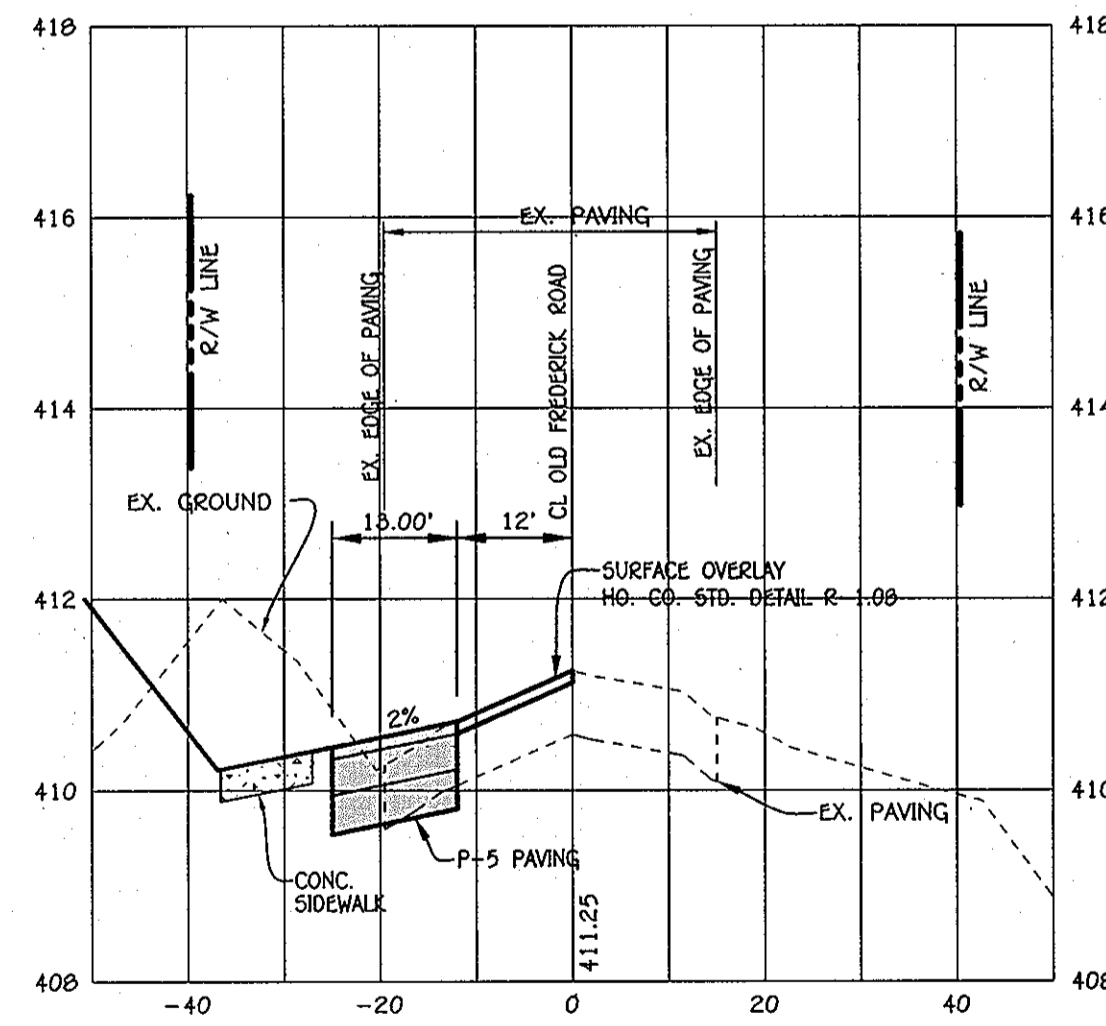 418
418
416
416
EX. PAVING
R/W LINE
EX. EDGE OF PAVING
CL OLD FREDERICK ROAD
EX. EDGE OF PAVING
R/W LINE
414
414
EX. GROUND
13.00'
12'
SURFACE OVERLAY
HO. CO. STD. DETAIL R 1.08
412
412
2%
410
410
EX. PAVING
P-5 PAVING
CONC.
SIDEWALK
411.25
408
408
-40
-20
0
20
40